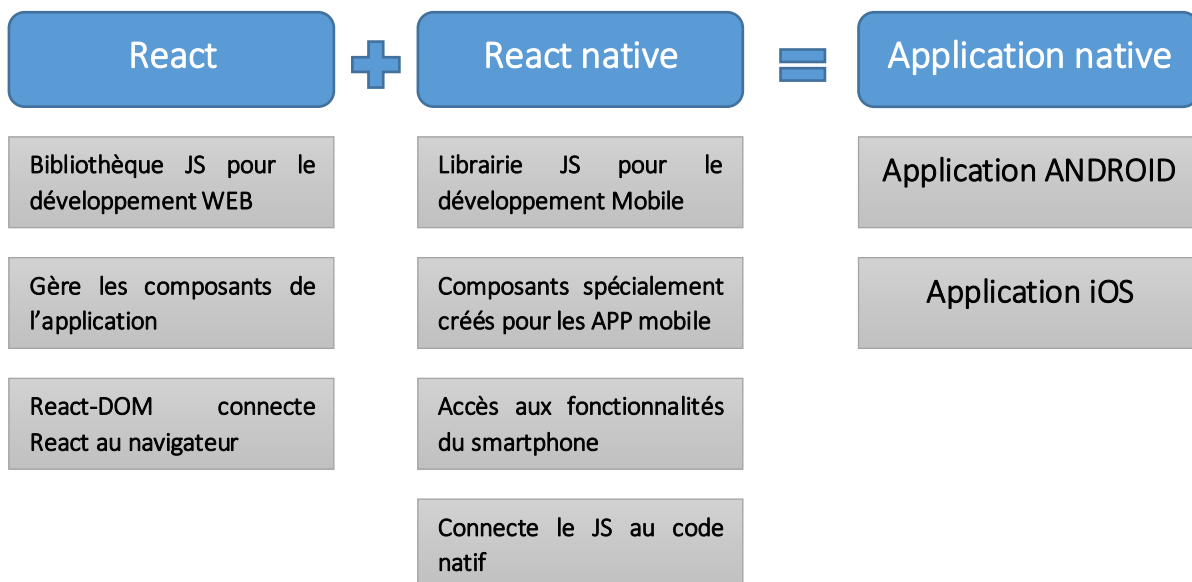 React
React native
Application native
Bibliothèque JS pour le
développement WEB
Gère les composants de
l’application
React-DOM connecte
React au navigateur
Librairie JS pour le
développement Mobile
Composants spécialement
créés pour les APP mobile
Accès aux fonctionnalités
du smartphone
Connecte le JS au code
natif
Application ANDROID
Application iOS